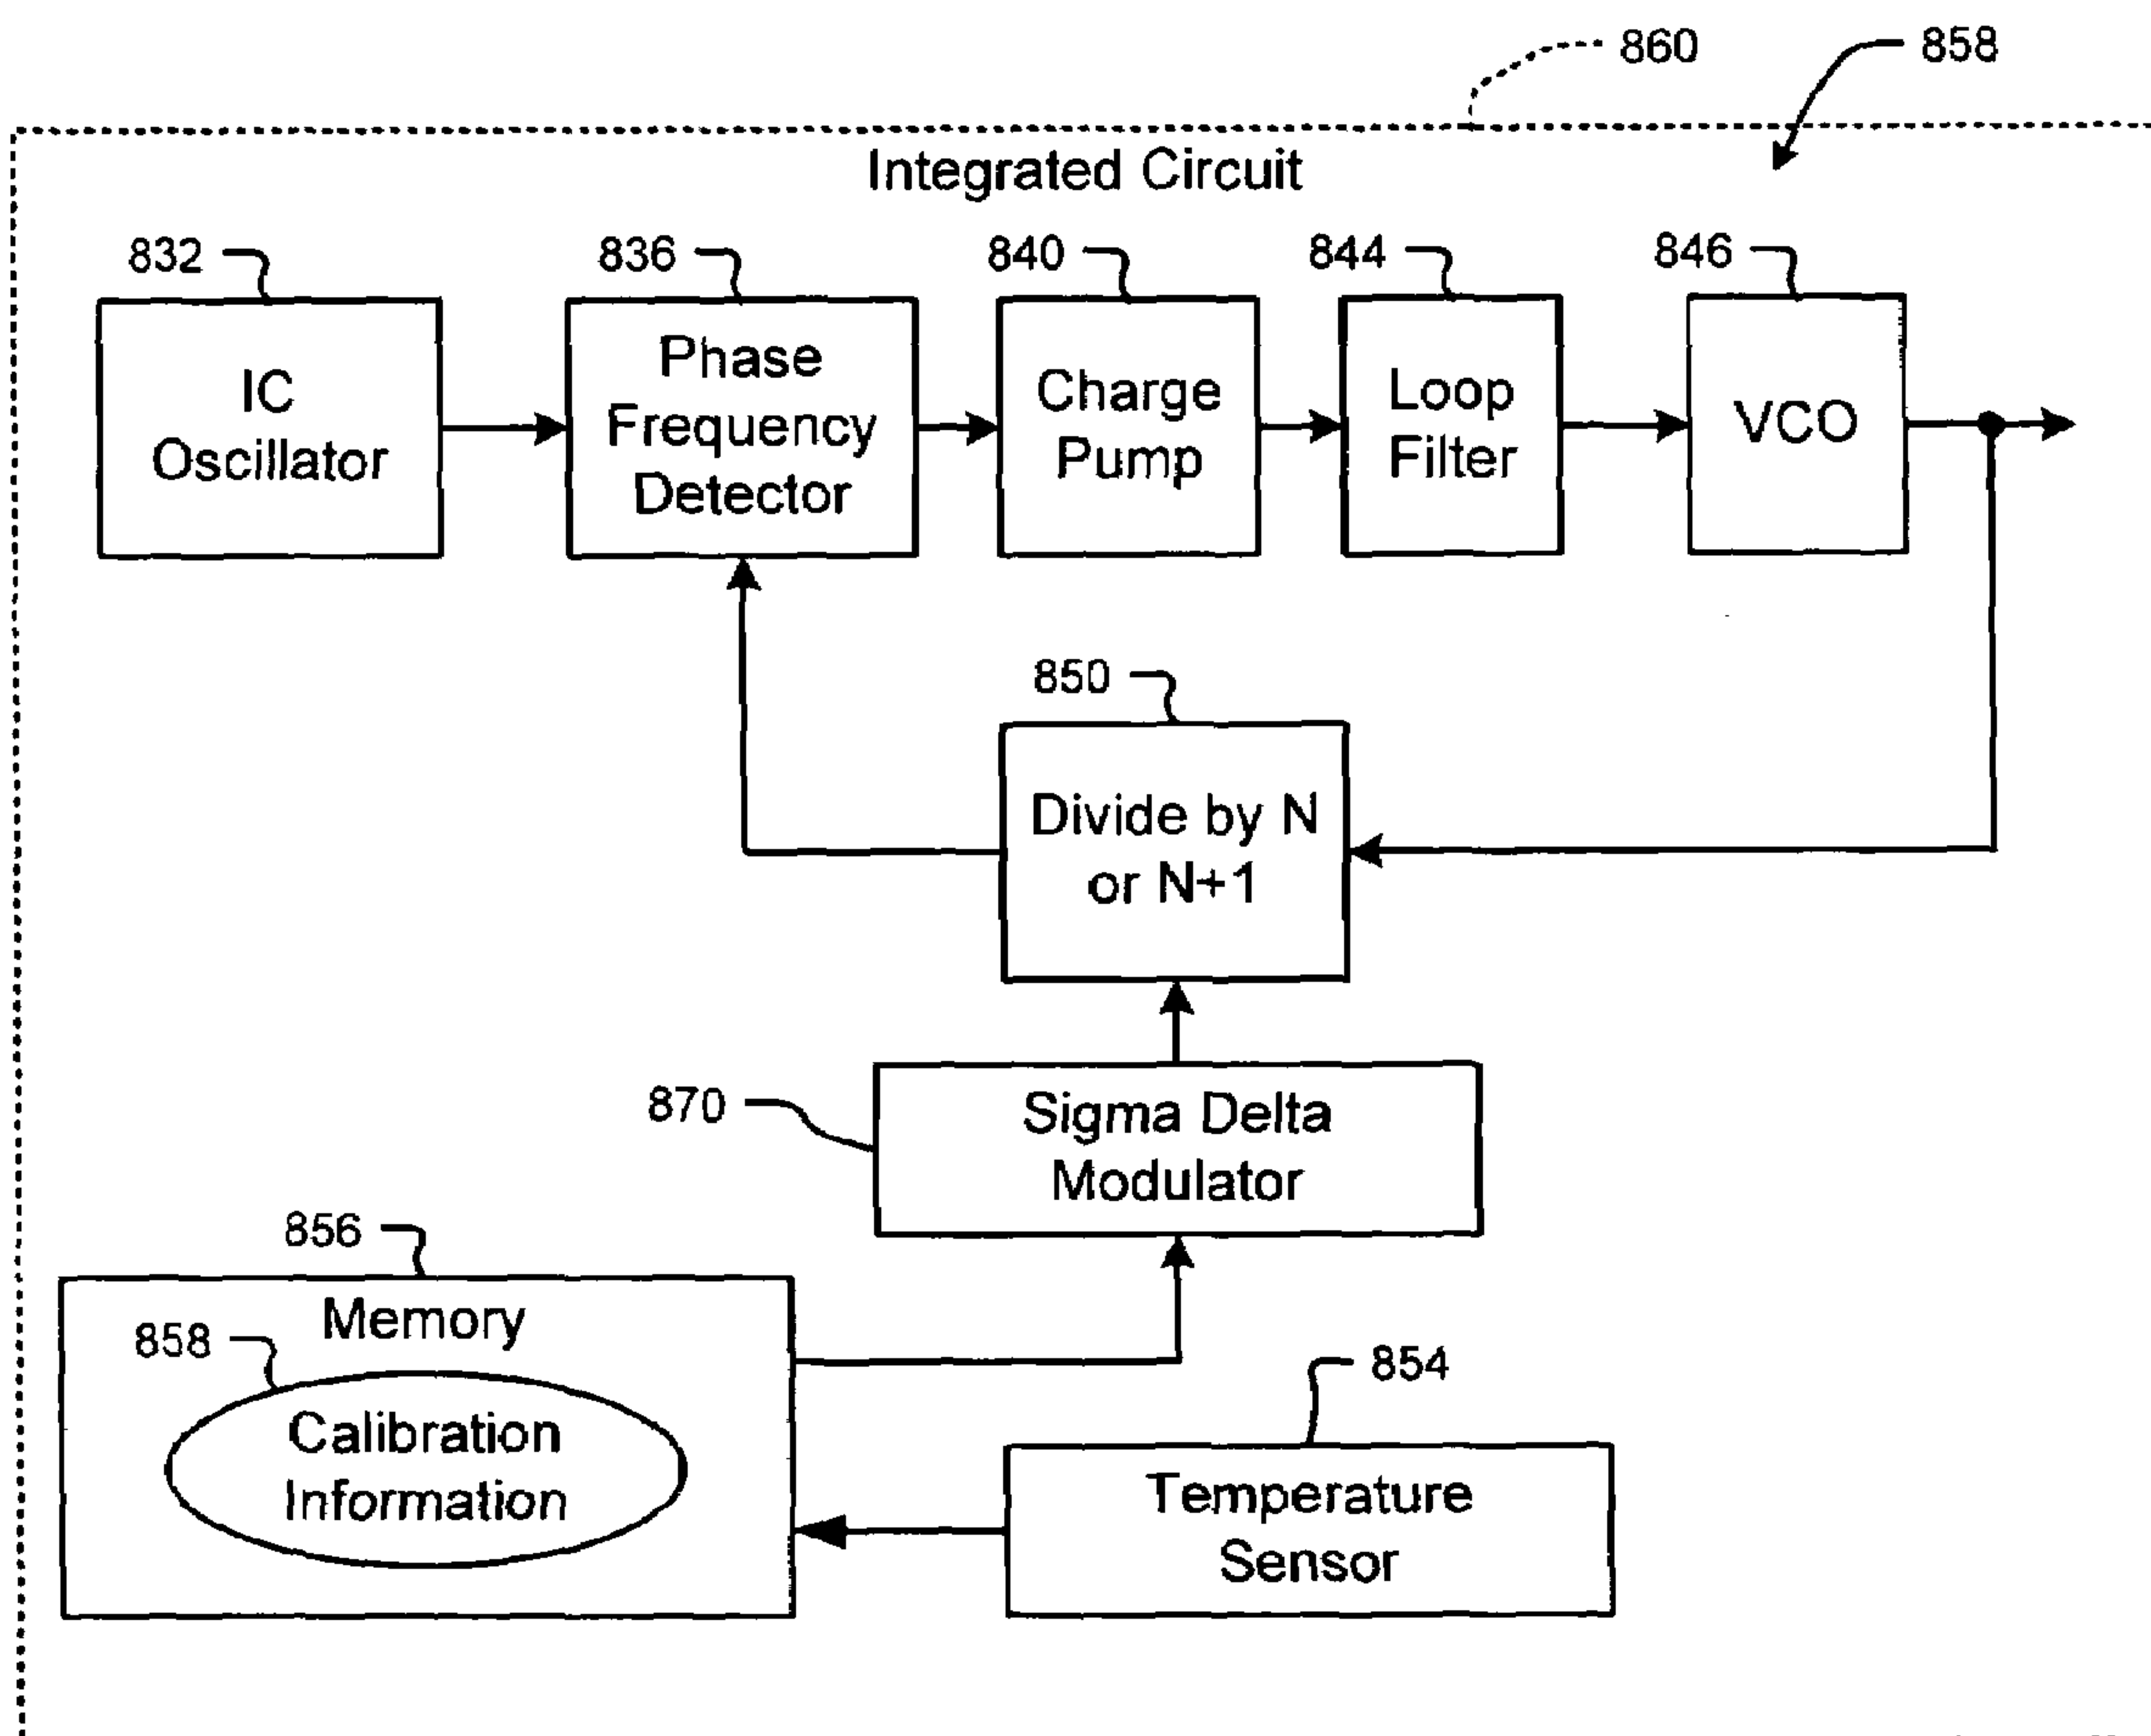 860
858
Integrated Circuit
832
836
840
844
846
IC
Oscillator
Phase
Frequency
Detector
Charge
Pump
Loop
Filter
VCO
850
Divide by N
or N+1
870
Sigma Delta
Modulator
856
Memory
858
Calibration
Information
854
Temperature
Sensor